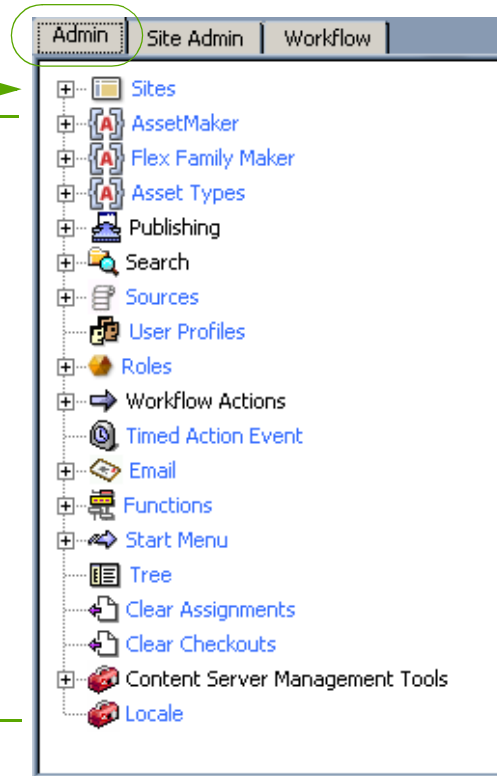 Admin Site Admin Workflow
Sites
AssetMaker
Flex Family Maker
Asset Types
Publishing
Search
Sources
User Profiles
Roles
Workflow Actions
Timed Action Event
Email
Functions
Start Menu
Tree
Clear Assignments
Clear Checkouts
Content Server Management Tools
Locale